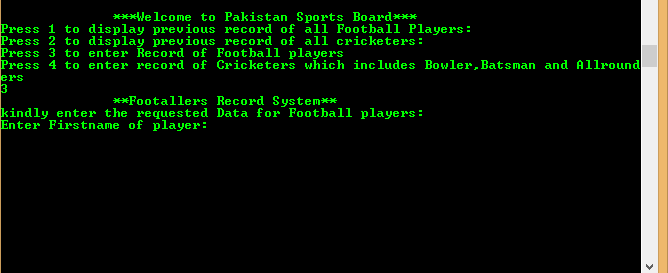 ***Welcome to Pakistan Sports Board***
Press 1 to display previous record of all Football Players:
Press 2 to display previous record of all cricketers:
Press 3 to enter Record of Football players
Press 4 to enter record of Cricketers which includes Bowler,Batsman and Allround
ers
3
**Footallers Record System**
kindly enter the requested Data for Football players:
Enter Firstname of player: